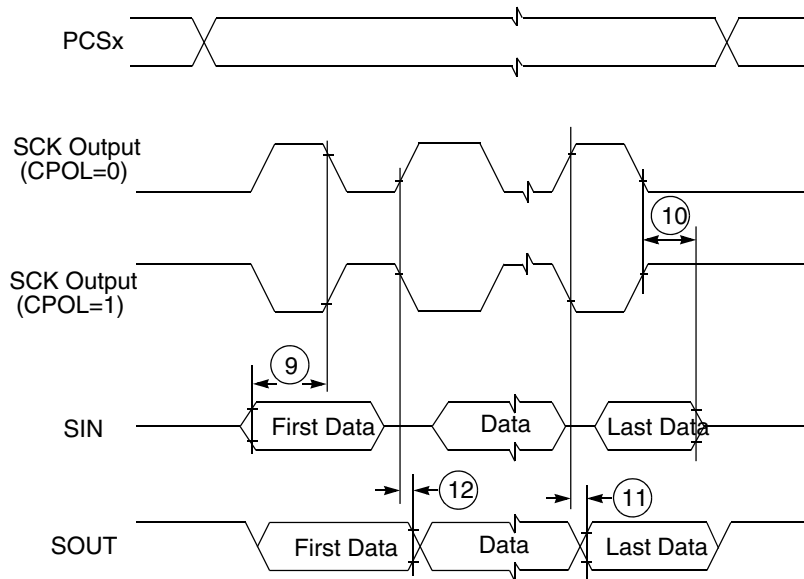 PCSx
SCK Output
(CPOL=0)
10
SCK Output
(CPOL=1)
9
SIN
First Data
Data
Last Data
12
11
SOUT
First Data
Data
Last Data